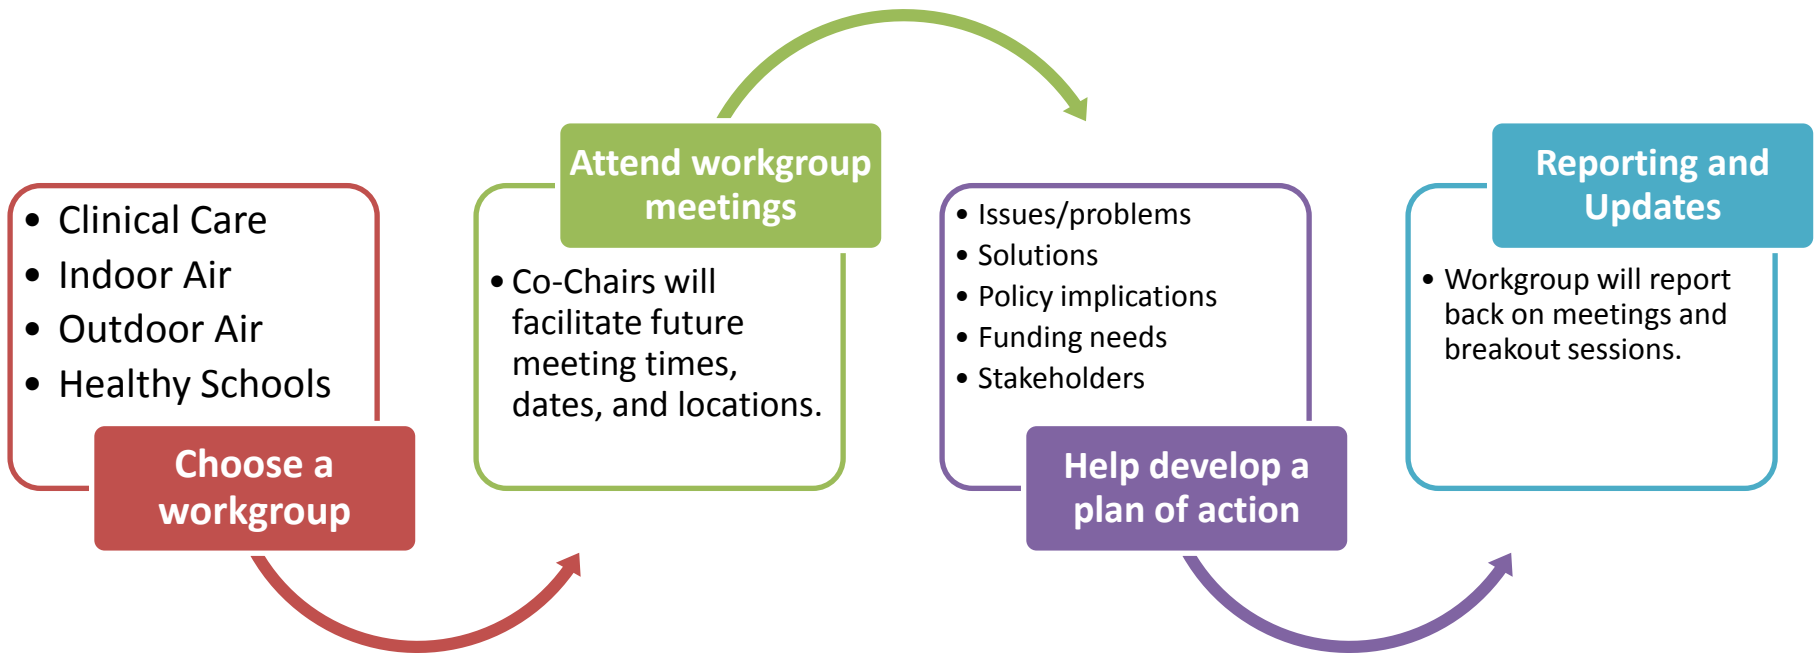 • Clinical Care
• Indoor Air
• Outdoor Air
• Healthy Schools
Choose a
workgroup
Attend workgroup
meetings
• Co-Chairs will
facilitate future
meeting times,
dates, and locations.
• Issues/problems
• Solutions
• Policy implications
• Funding needs
• Stakeholders
Help develop a
plan of action
Reporting and
Updates
• Workgroup will report
back on meetings and
breakout sessions.